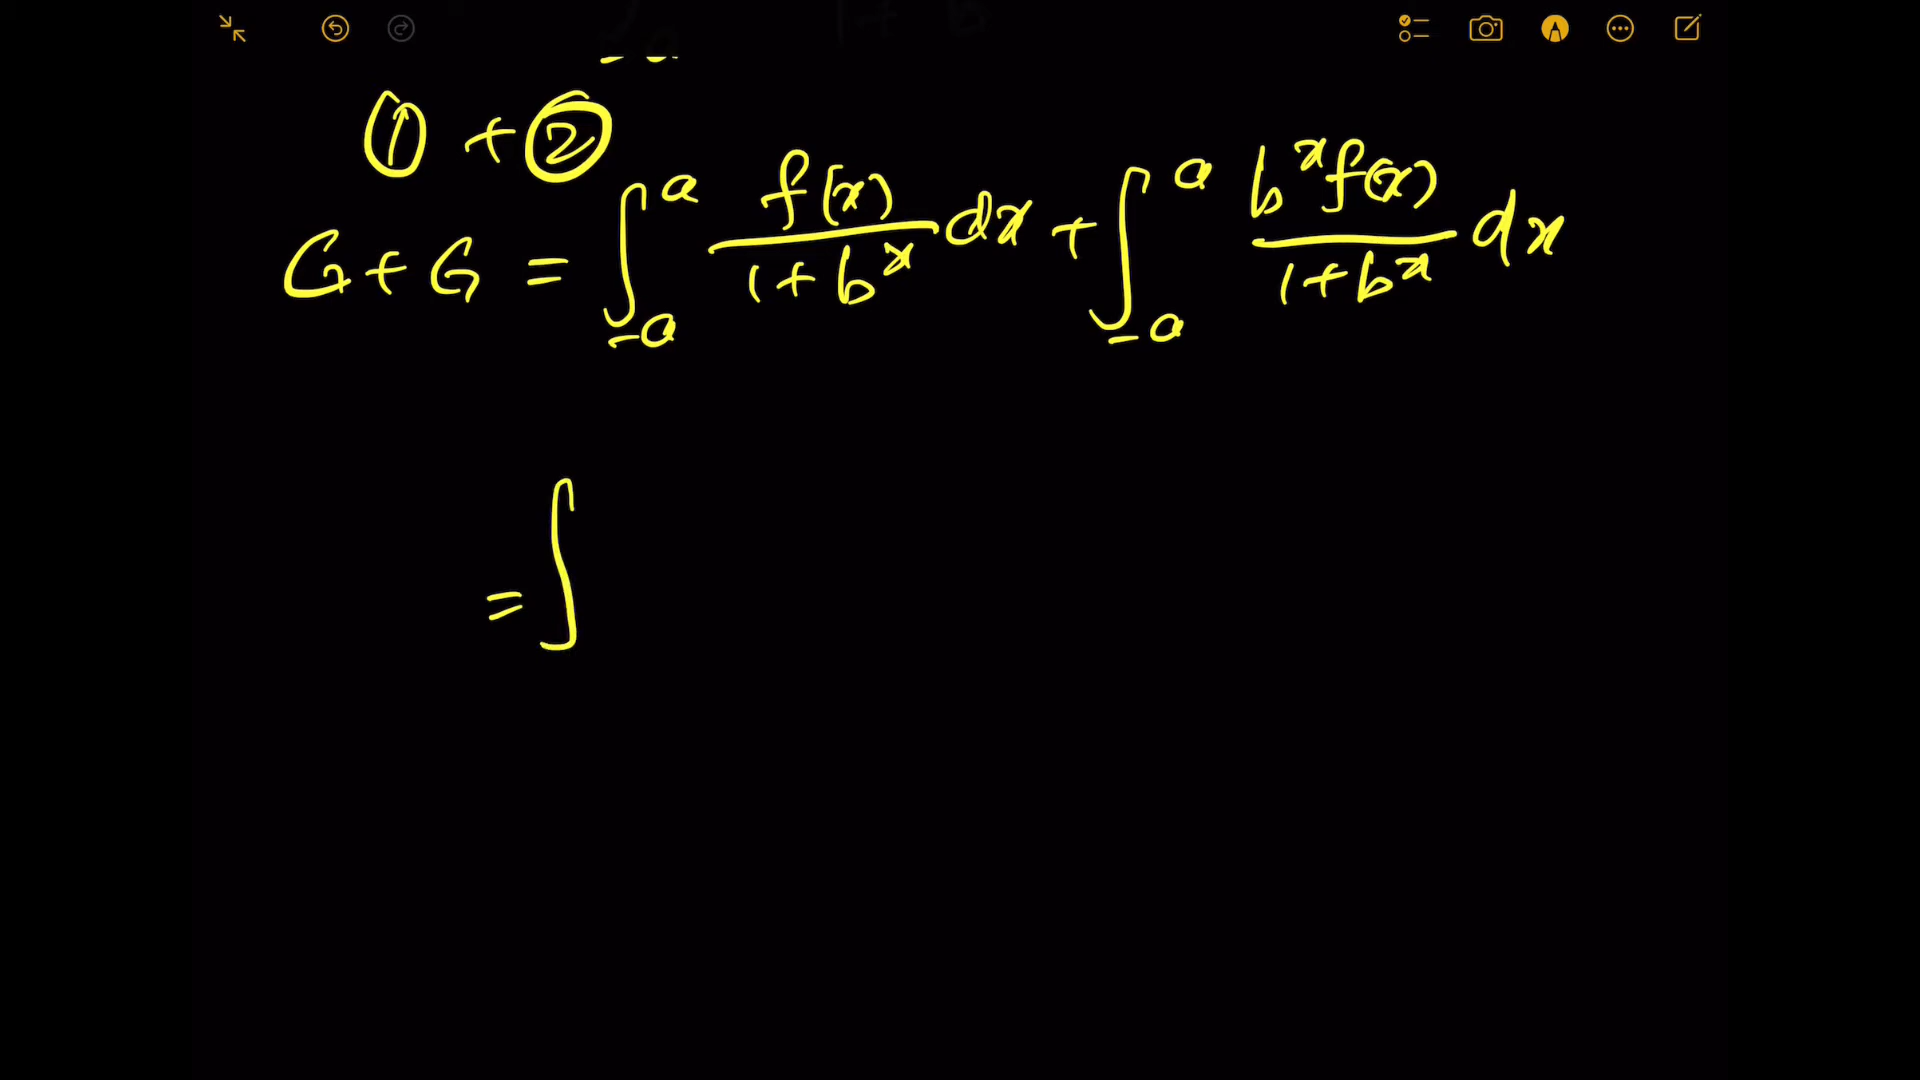 ① + ②
G + G = ∫_{-a}^{a} f(x)/(1+b^x) dx + ∫_{-a}^{a} b^x f(x)/(1+b^x) dx
= ∫